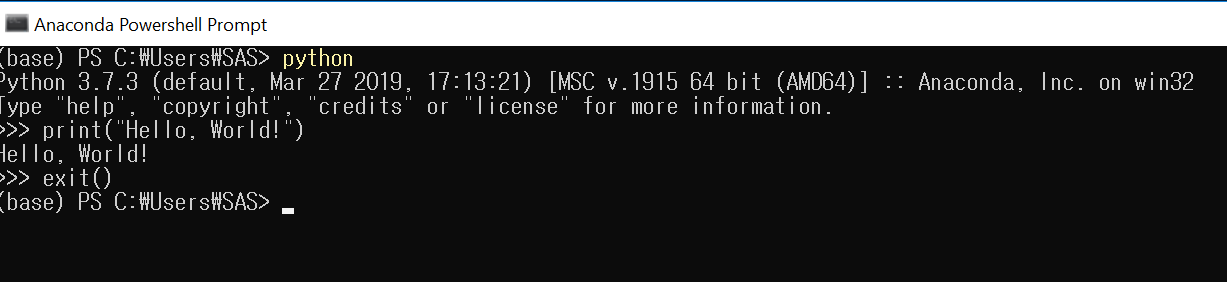 Anaconda Powershell Prompt
(base) PS C:₩Users₩SAS> python
Python 3.7.3 (default, Mar 27 2019, 17:13:21) [MSC v.1915 64 bit (AMD64)] :: Anaconda, Inc. on win32
Type "help", "copyright", "credits" or "license" for more information.
>>> print("Hello, World!")
Hello, World!
>>> exit()
(base) PS C:₩Users₩SAS>